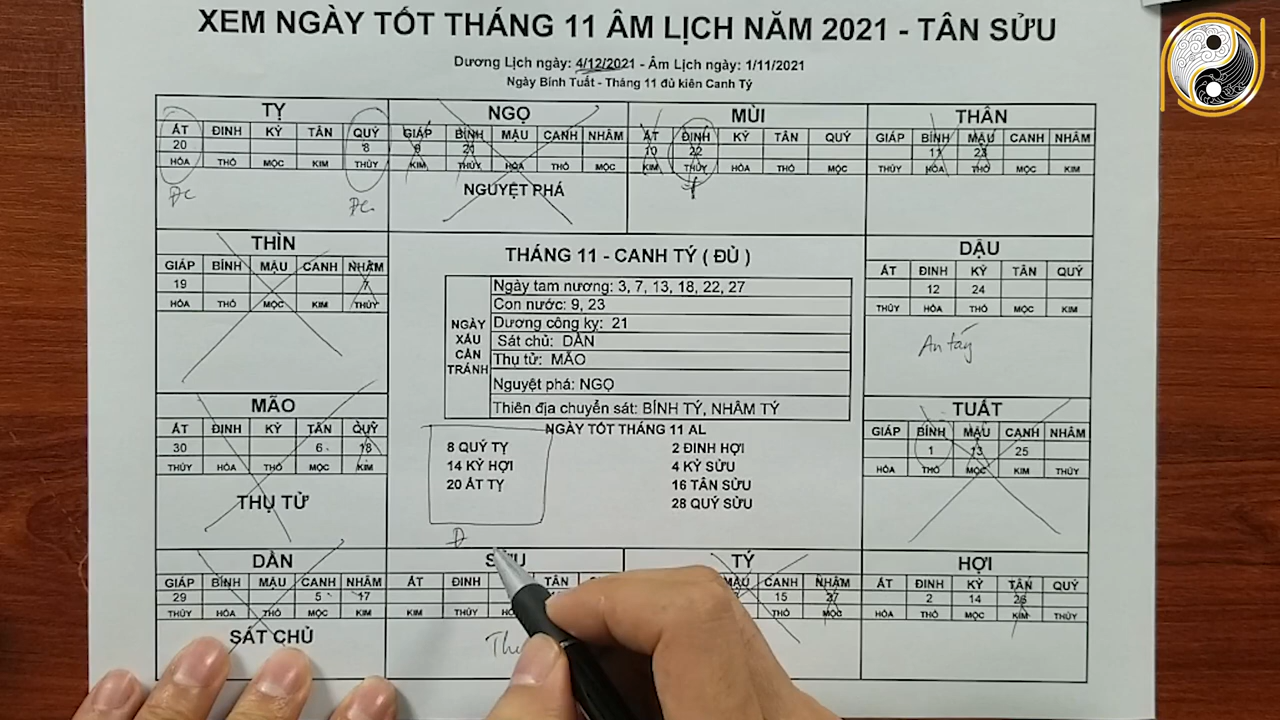 XEM NGÀY TỐT THÁNG 11 ÂM LỊCH NĂM 2021 - TÂN SỬU
Dương Lịch ngày: 4/12/2021 - Âm Lịch ngày: 1/11/2021
Ngày Bính Tuất - Tháng 11 đủ kiên Canh Tý
TỴ NGỌ MÙI THÂN
ẤT ĐINH KỶ TÂN QUÝ GIÁP BÍNH MẬU CANH NHÂM ẤT ĐINH KỶ TÂN QUÝ GIÁP BÍNH MẬU CANH NHÂM
20 8 9 21 10 22 11 23
HỎA THỔ MỘC KIM THỦY KIM THỦY HỎA THỔ MỘC KIM THỦY HỎA THỔ MỘC THỦY HỎA THỔ MỘC KIM
NGUYỆT PHÁ
THÌN
GIÁP BÍNH MẬU CANH NHÂM
19 7
HỎA THỔ MỘC KIM THỦY
THÁNG 11 - CANH TÝ ( ĐỦ )
NGÀY XẤU CẦN TRÁNH
Ngày tam nương: 3, 7, 13, 18, 22, 27
Con nước: 9, 23
Dương công kỵ: 21
Sát chủ: DẦN
Thụ tử: MÃO
Nguyệt phá: NGỌ
Thiên địa chuyển sát: BÍNH TÝ, NHÂM TÝ
DẬU
ẤT ĐINH KỶ TÂN QUÝ
12 24
THỦY HỎA THỔ MỘC KIM
An táng
MÃO
ẤT ĐINH KỶ TÂN QUÝ
30 6 18
THỦY HỎA THỔ MỘC KIM
THỤ TỬ
NGÀY TỐT THÁNG 11 AL
8 QUÝ TỴ 2 ĐINH HỢI
14 KỶ HỢI 4 KỶ SỬU
20 ẤT TỴ 16 TÂN SỬU
28 QUÝ SỬU
TUẤT
GIÁP BÍNH MẬU CANH NHÂM
1 13 25
HỎA THỔ MỘC KIM THỦY
DẦN TÝ HỢI
GIÁP BÍNH MẬU CANH NHÂM ẤT ĐINH TÂN MẬU CANH NHÂM ẤT ĐINH KỶ TÂN QUÝ
29 5 17 15 27 2 14 26
THỦY HỎA THỔ MỘC KIM KIM THỦY THỔ MỘC THỦY HỎA THỔ MỘC KIM
SÁT CHỦ